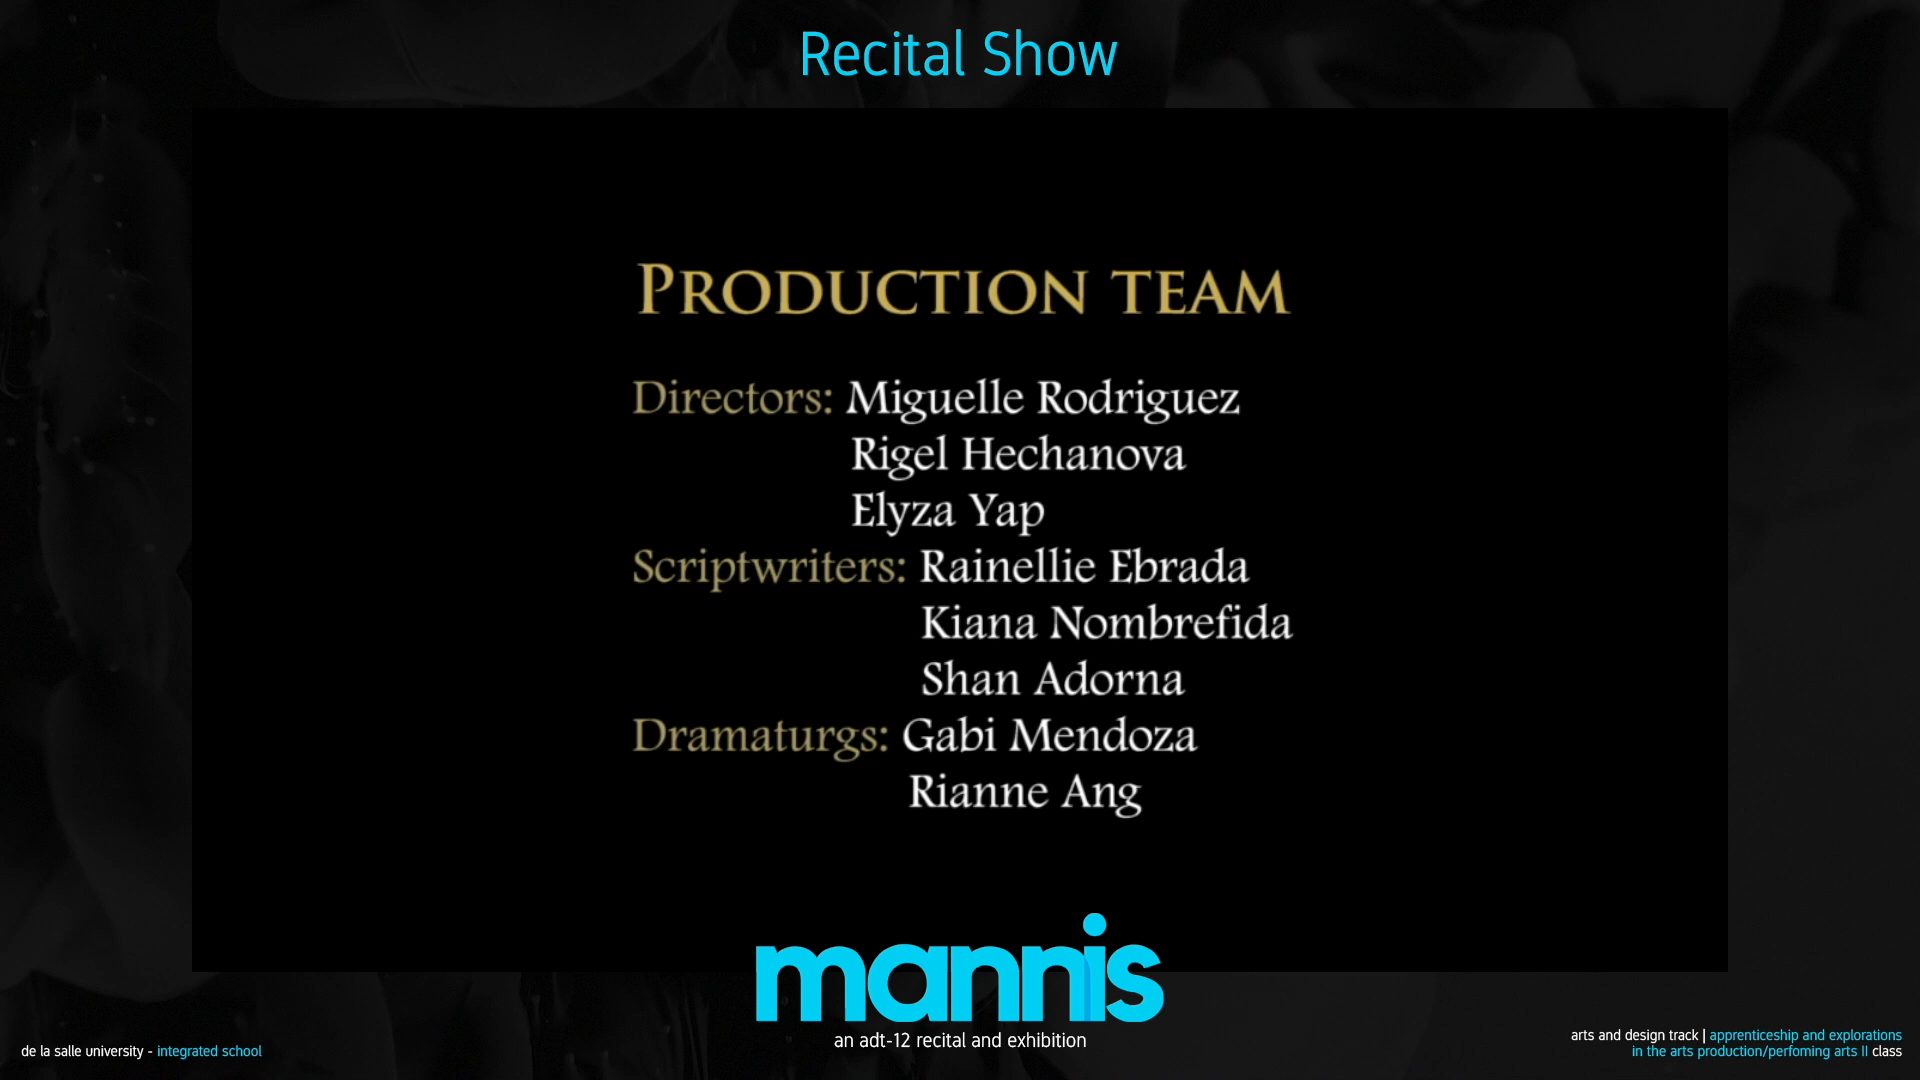 Recital Show
PRODUCTION TEAM
Directors: Miguelle Rodriguez
Rigel Hechanova
Elyza Yap
Scriptwriters: Rainellie Ebrada
Kiana Nombrefida
Shan Adorna
Dramaturgs: Gabi Mendoza
Rianne Ang
mannis
an adt-12 recital and exhibition
de la salle university - integrated school
arts and design track | apprenticeship and explorations
in the arts production/perfoming arts II class